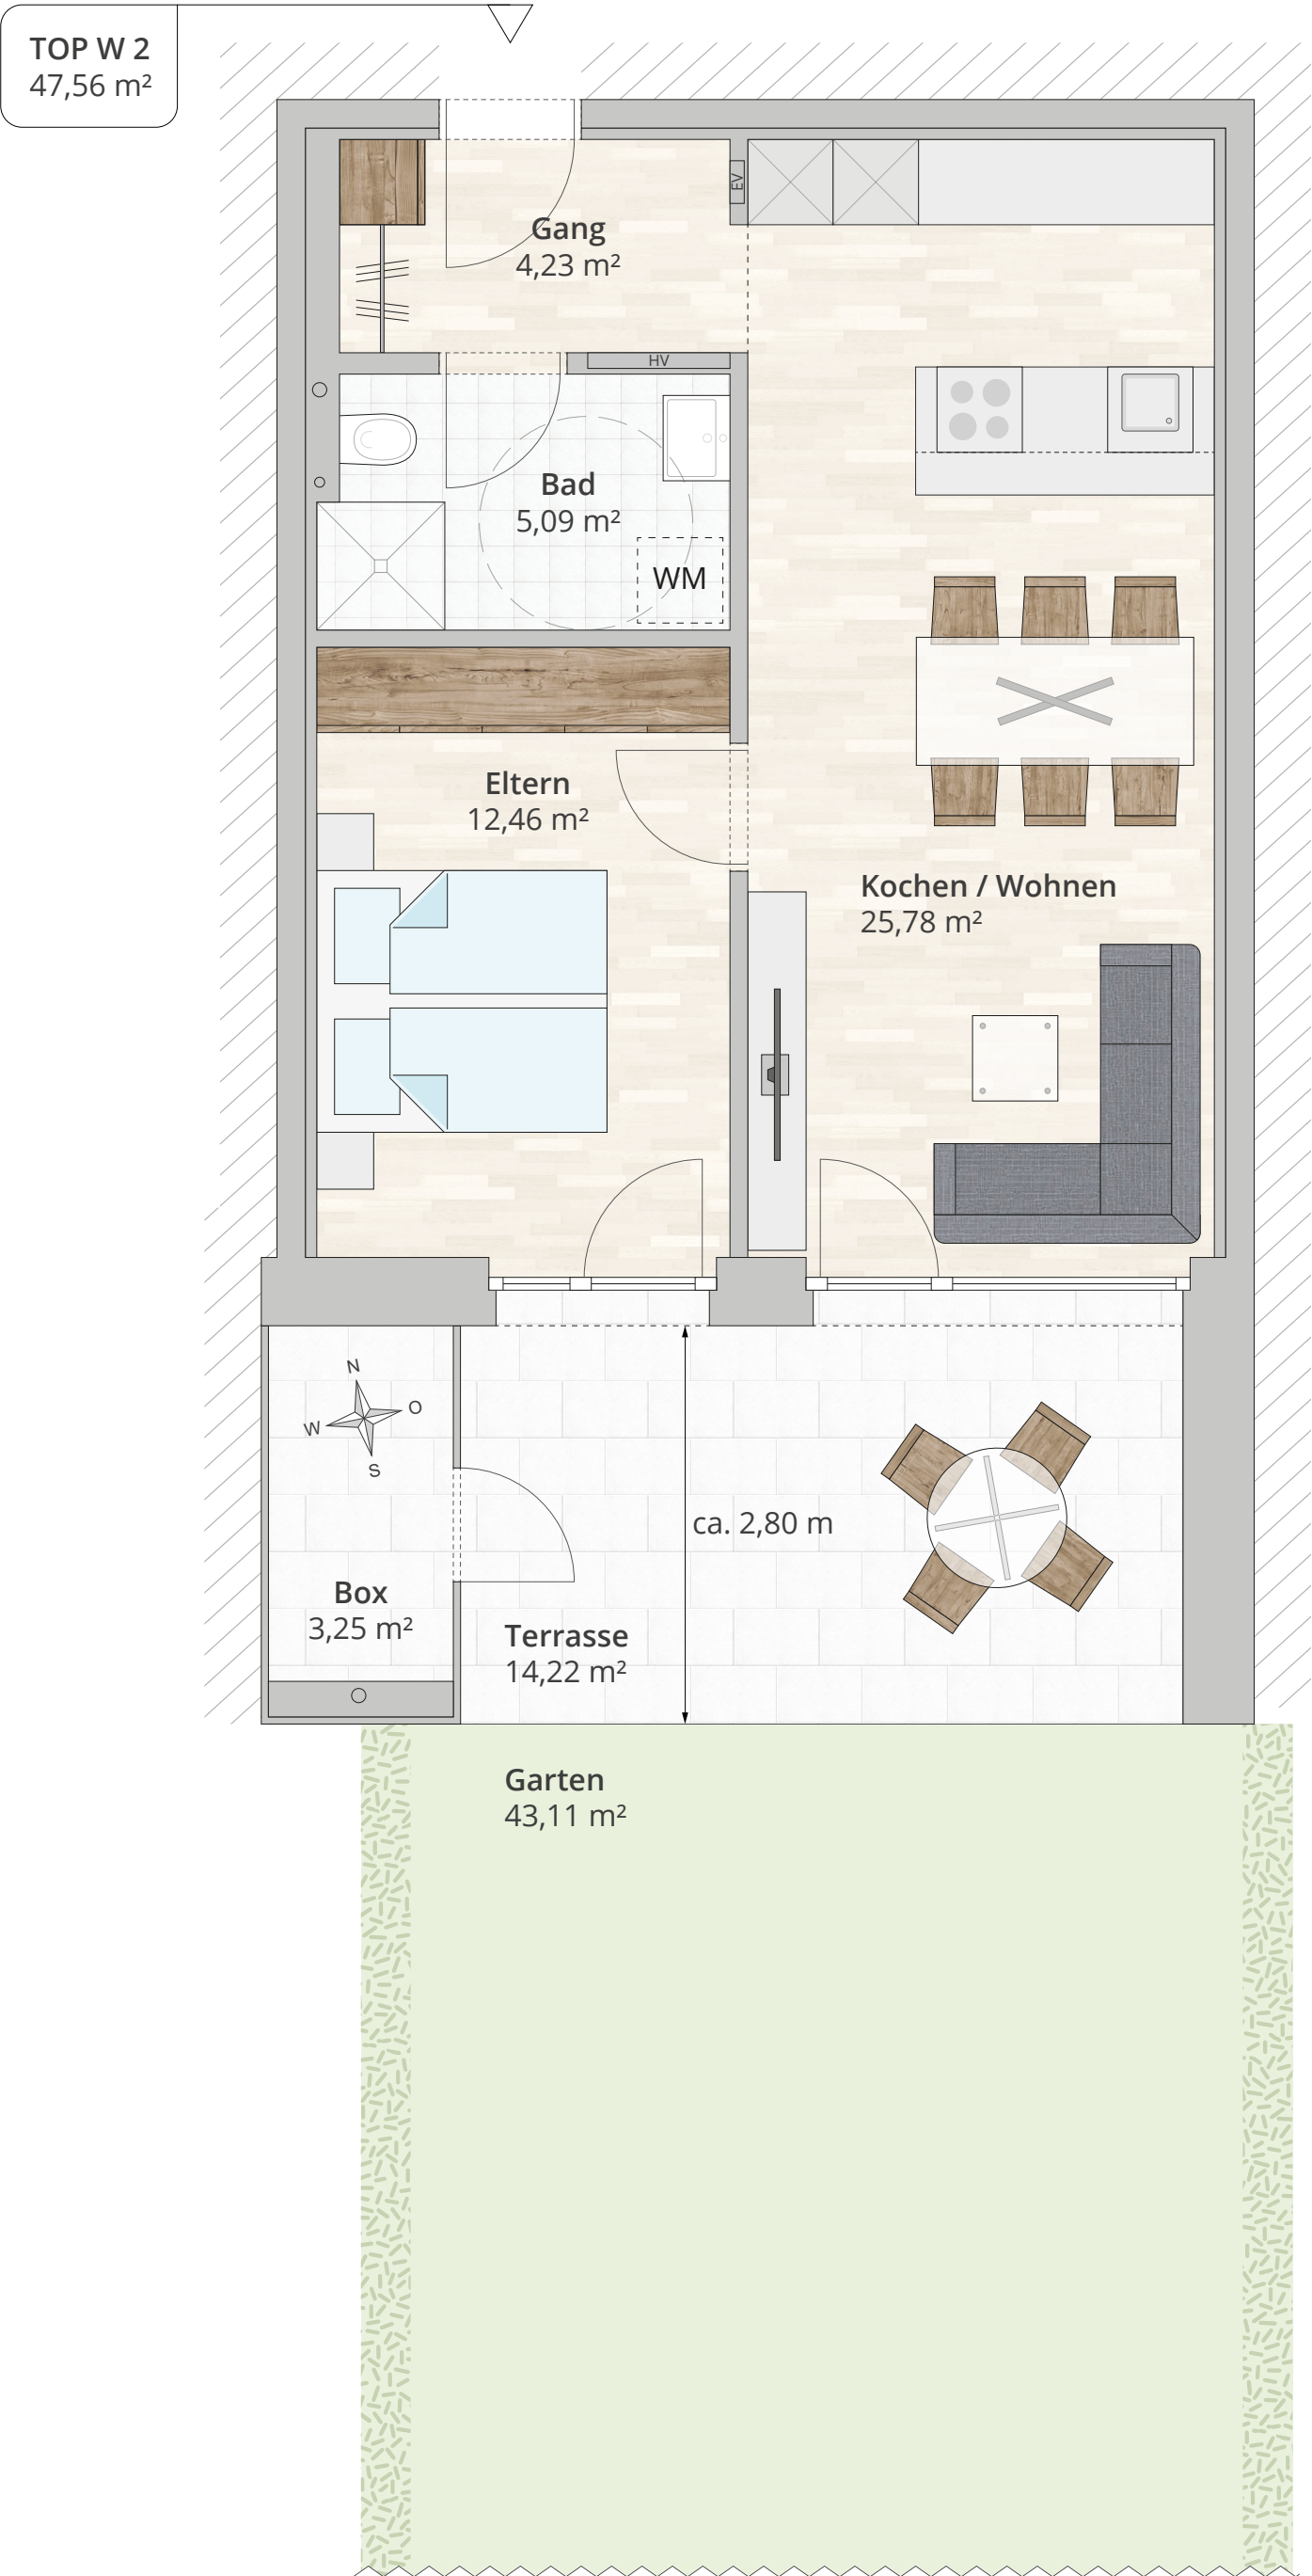 TOP W 2
47,56 m²
EV
Gang
4,23 m²
HV
Bad
5,09 m²
WM
Eltern
12,46 m²
Kochen / Wohnen
25,78 m²
N
O
W
S
ca. 2,80 m
Box
3,25 m²
Terrasse
14,22 m²
Garten
43,11 m²